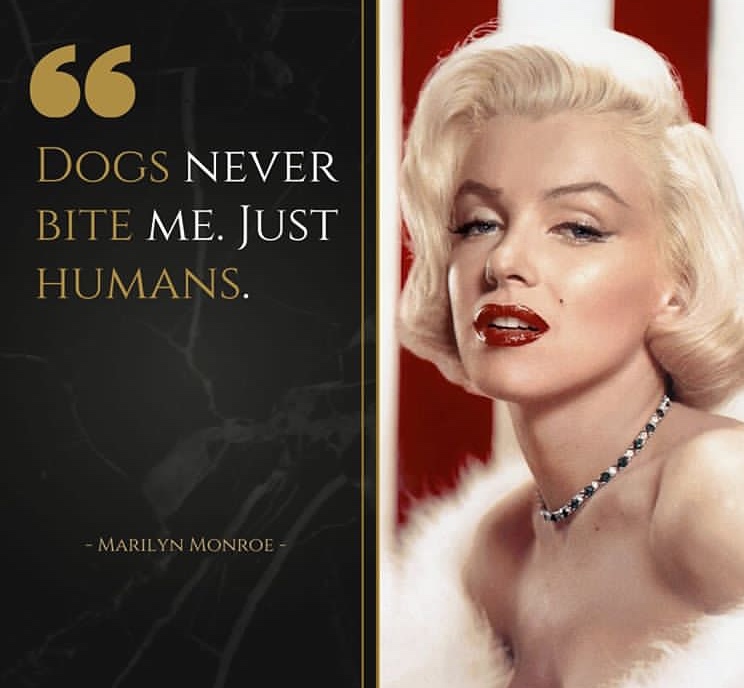 “
Dogs never
bite me. Just
humans.
- Marilyn Monroe -